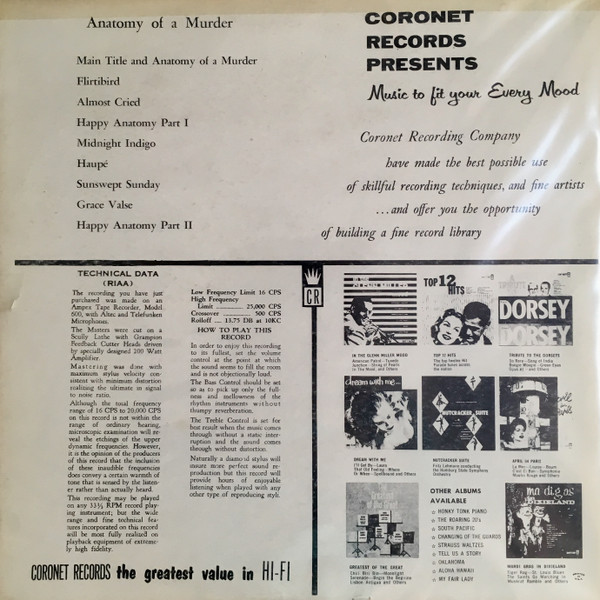 Anatomy of a Murder
Main Title and Anatomy of a Murder
Flirtibird
Almost Cried
Happy Anatomy Part I
Midnight Indigo
Haupé
Sunswept Sunday
Grace Valse
Happy Anatomy Part II
CORONET
RECORDS
PRESENTS
Music to fit your Every Mood
Coronet Recording Company
have made the best possible use
of skillful recording techniques, and fine artists
...and offer you the opportunity
of building a fine record library
TECHNICAL DATA
(RIAA)
The recording you have just
purchased was made on an
Ampex Tape Recorder, Model
600, with Altec and Telefunken
Microphones.
The Masters were cut on a
Scully Lathe with Grampion
Feedback Cutter Heads driven
by specially designed 200 Watt
Amplifier.
Mastering was done with
maximum stylus velocity con-
sistent with minimum distortion
realizing the ultimate in signal
to noise ratio.
Although the total frequency
range of 16 CPS to 20,000 CPS
on this record is not within the
range of ordinary hearing,
microscopic examination will re-
veal the etchings of the upper
dynamic frequencies. However,
it is the opinion of the producers
of this record that the inclusion
of these inaudible frequencies
does convey a certain warmth of
tone that is sensed by the listen-
er rather than actually heard.
This recording may be played
on any 33⅓ RPM record play-
ing instrument; but the wide
range and fine technical fea-
tures incorporated on this record
will be most fully realized on
playback equipment of extreme-
ly high fidelity.
Low Frequency Limit 16 CPS
High Frequency
Limit ........ 25,000 CPS
Crossover ........ 500 CPS
Rolloff .... 13.75 DB at 10KC
HOW TO PLAY THIS
RECORD
In order to enjoy this recording
to its fullest, set the volume
control at the point at which
the sound seems to fill the room
and is not objectionally loud.
The Bass Control should be set
so as to pick up only the full-
ness and mellowness of the
rhythm instruments without
thumpy reverberation.
The Treble Control is set for
best result when the music comes
through without a static inter-
ruption and the sound comes
through without distortion.
Naturally a diamond stylus will
insure more perfect sound re-
production but this record will
provide hours of enjoyable
listening when played with any
other type of reproducing styli.
CR
GLENN MILLER
TOP 12
HITS
DORSEY
DORSEY
IN THE GLENN MILLER MOOD
TOP 12 HITS
TRIBUTE TO THE DORSEYS
dream with me
NUTCRACKER SUITE
DREAM WITH ME
NUTCRACKER SUITE
APRIL IN PARIS
mardi gras
DIXIELAND
GREATEST OF THE GREAT
OTHER ALBUMS
AVAILABLE
☆ HONKY TONK PIANO
☆ THE ROARING 20's
☆ SOUTH PACIFIC
☆ CHANGING OF THE GUARDS
☆ STRAUSS WALTZES
☆ TELL US A STORY
☆ OKLAHOMA
☆ ALOHA HAWAII
☆ MY FAIR LADY
MARDI GRAS IN DIXIELAND
CORONET RECORDS the greatest value in HI-FI